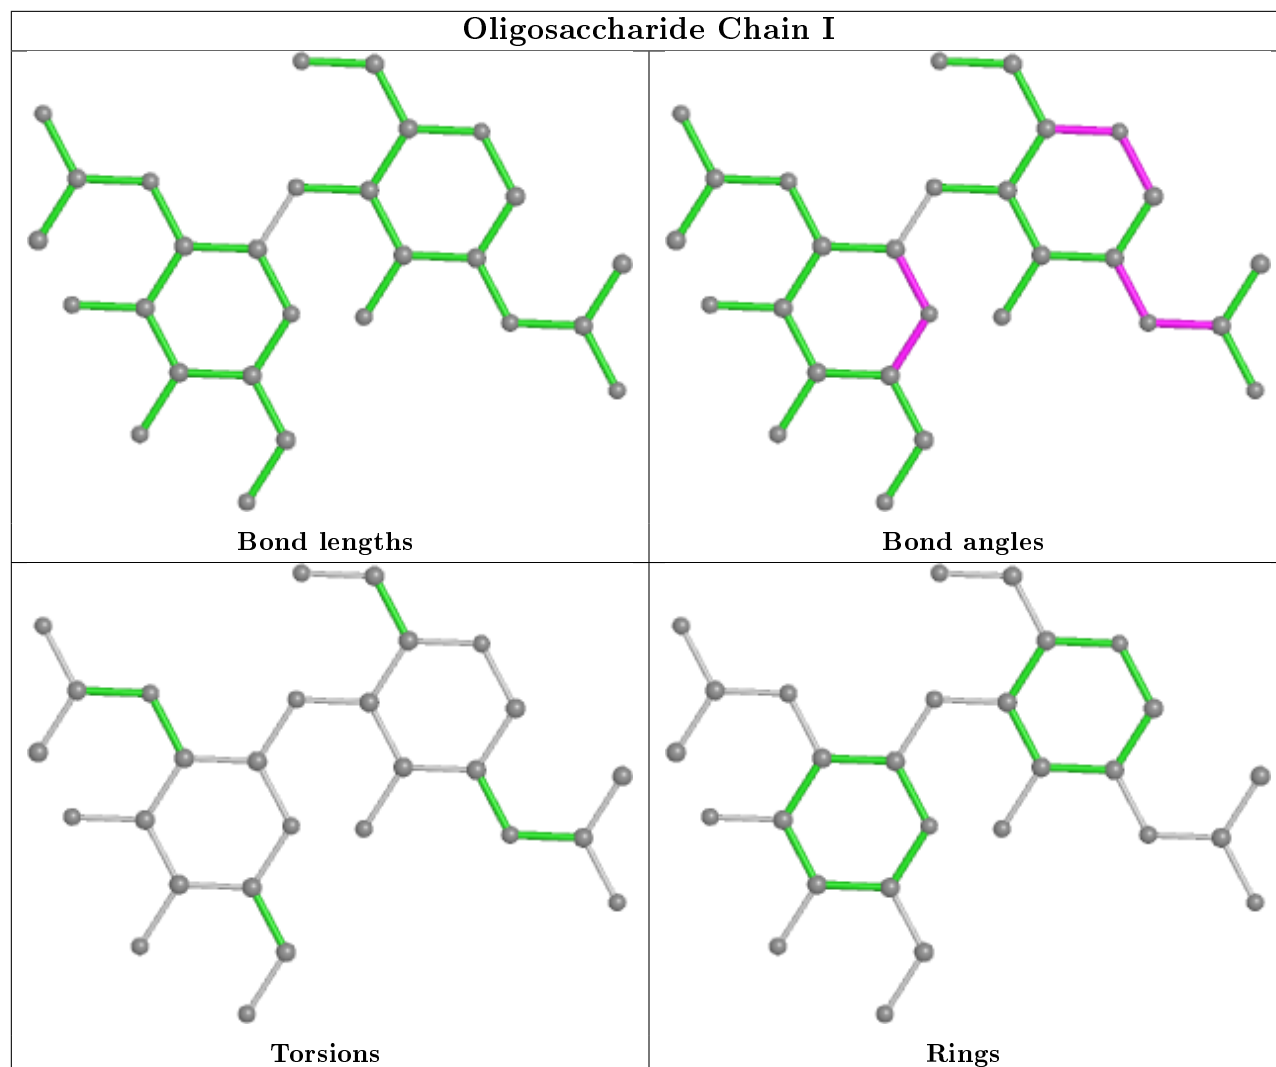 Oligosaccharide Chain I
Bond lengths
Bond angles
Torsions
Rings